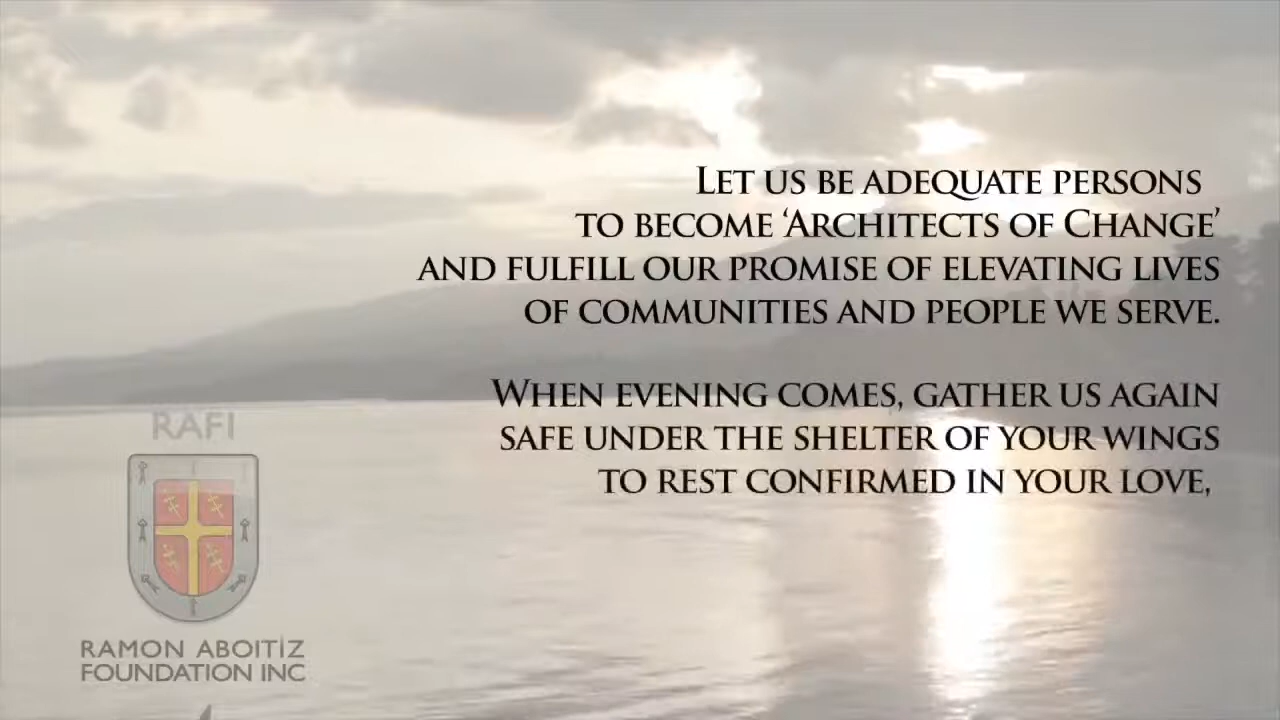 Let us be adequate persons
to become ‘Architects of Change’
and fulfill our promise of elevating lives
of communities and people we serve.
When evening comes, gather us again
safe under the shelter of your wings
to rest confirmed in your love,
RAFI
RAMON ABOITIZ
FOUNDATION INC